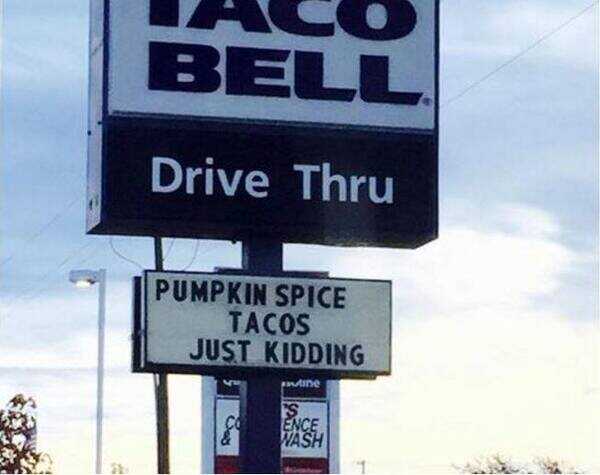 TACO
BELL
Drive Thru
PUMPKIN SPICE
TACOS
JUST KIDDING
&